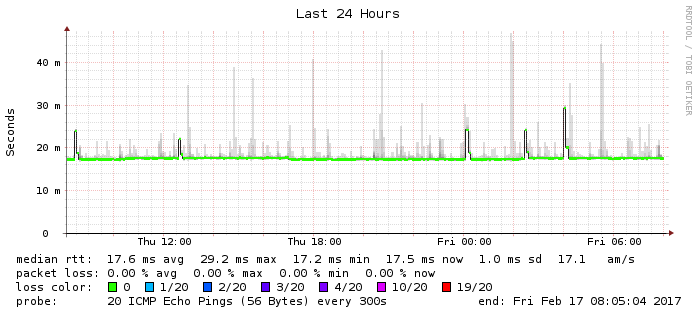 Last 24 Hours
RRDTOOL / TOBI OETIKER
Seconds
40 m
30 m
20 m
10 m
0
Thu 12:00 Thu 18:00 Fri 00:00 Fri 06:00
median rtt: 17.6 ms avg 29.2 ms max 17.2 ms min 17.5 ms now 1.0 ms sd 17.1 am/s
packet loss: 0.00 % avg 0.00 % max 0.00 % min 0.00 % now
loss color: 0 1/20 2/20 3/20 4/20 10/20 19/20
probe: 20 ICMP Echo Pings (56 Bytes) every 300s end: Fri Feb 17 08:05:04 2017